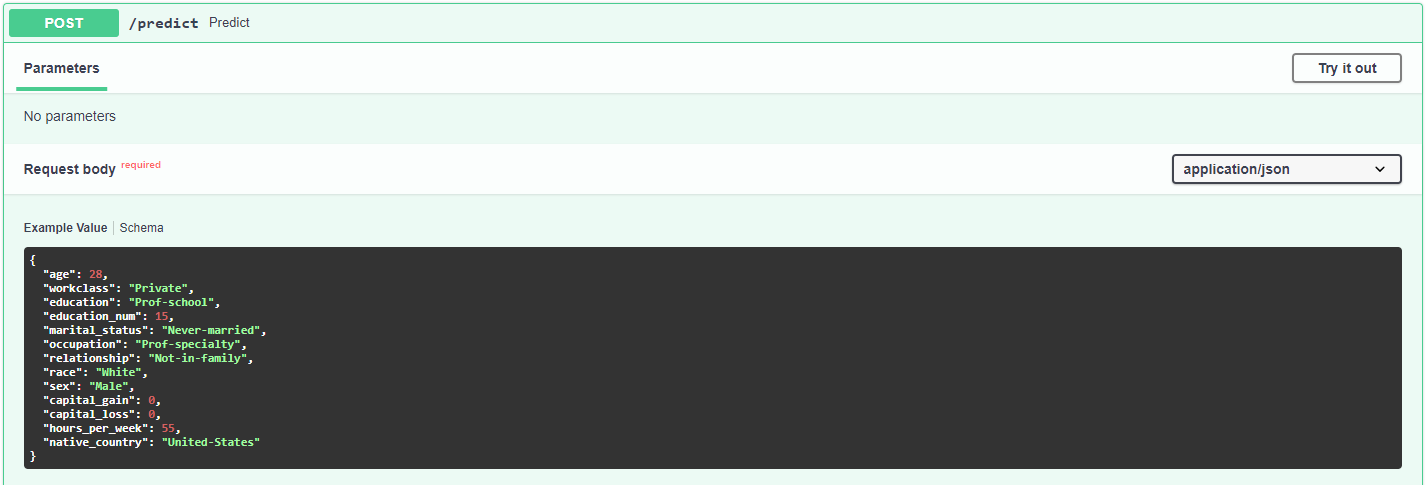 POST /predict Predict
Parameters Try it out
No parameters
Request body required application/json
Example Value Schema
{
"age": 28,
"workclass": "Private",
"education": "Prof-school",
"education_num": 15,
"marital_status": "Never-married",
"occupation": "Prof-specialty",
"relationship": "Not-in-family",
"race": "White",
"sex": "Male",
"capital_gain": 0,
"capital_loss": 0,
"hours_per_week": 55,
"native_country": "United-States"
}